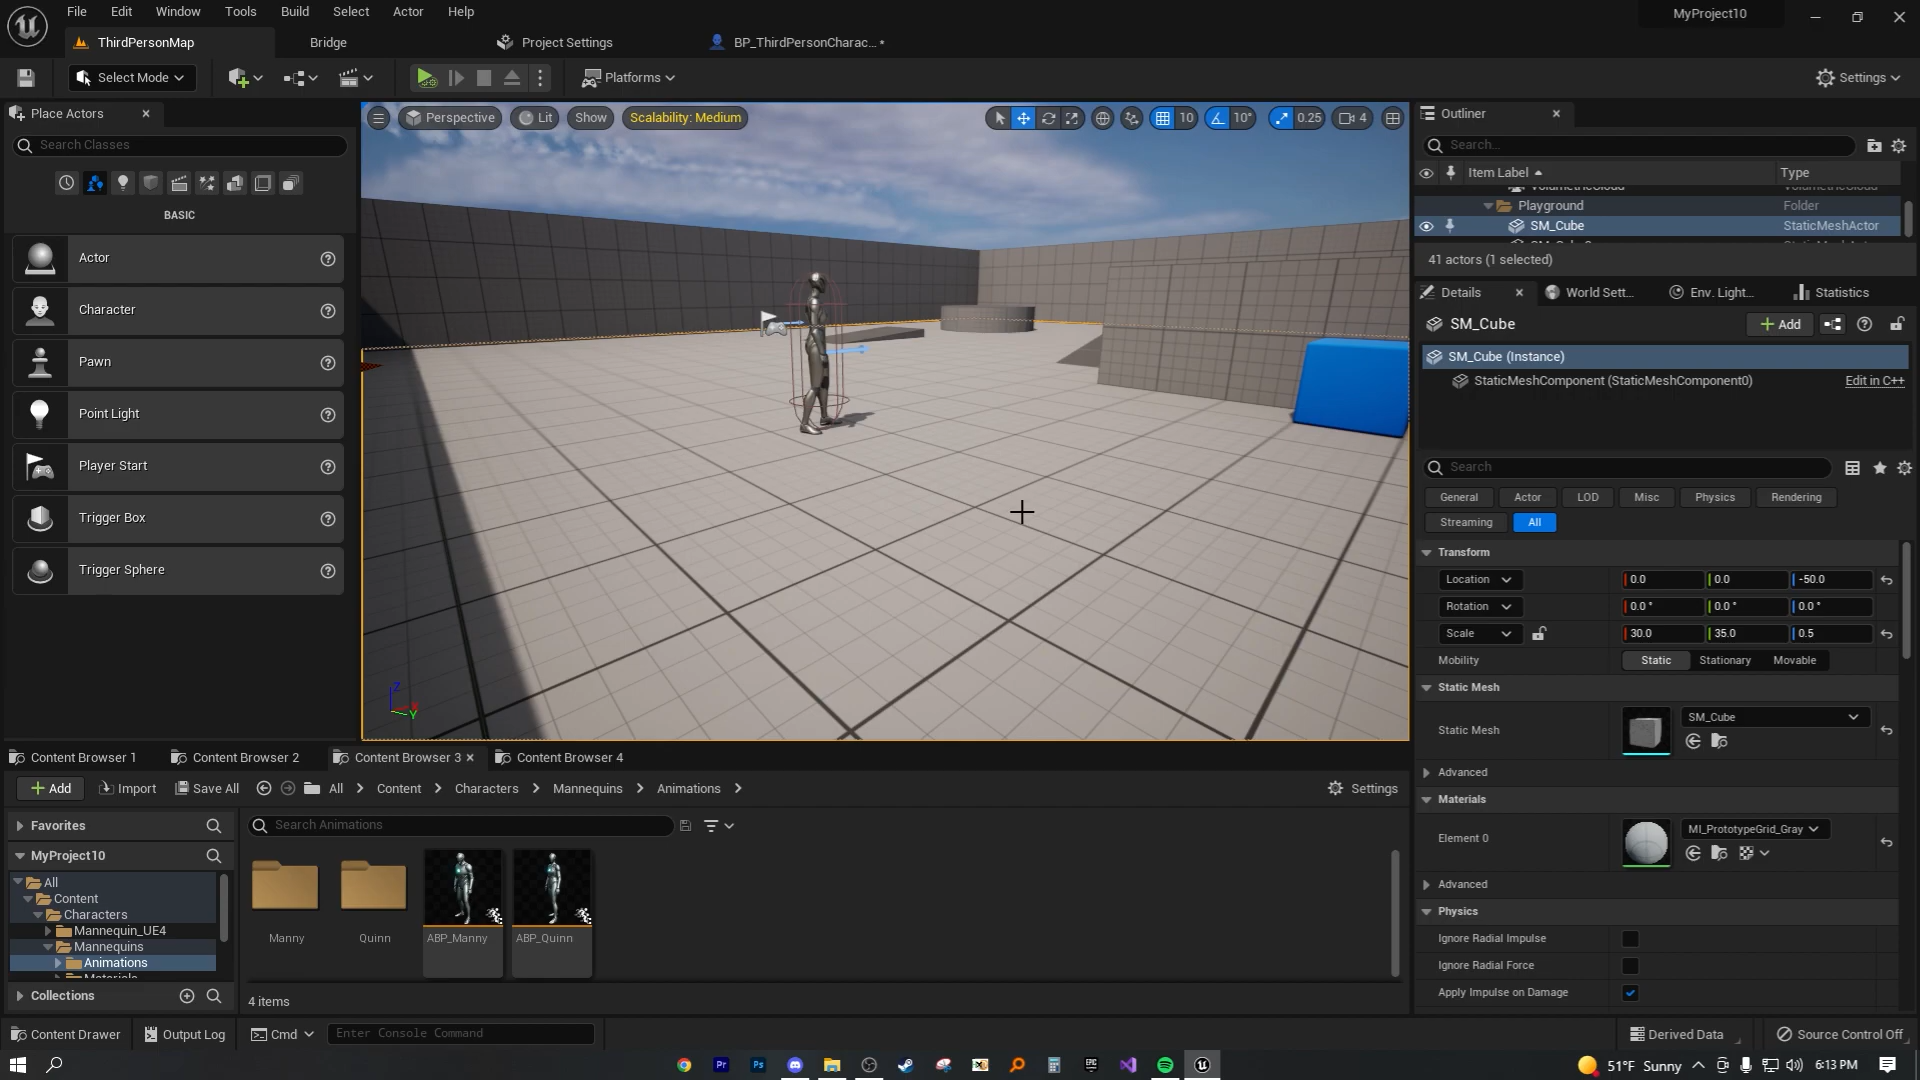 File Edit Window Tools Build Select Actor Help
MyProject10
ThirdPersonMap
Bridge
Project Settings
BP_ThirdPersonCharac...*
Select Mode
Platforms
Settings
Place Actors
Search Classes
BASIC
Actor
Character
Pawn
Point Light
Player Start
Trigger Box
Trigger Sphere
Perspective
Lit
Show
Scalability: Medium
10
10°
0.25
4
Z
X
Y
Outliner
Search...
Item Label
Type
VolumetricCloud
VolumetricCloud
Playground
Folder
SM_Cube
StaticMeshActor
41 actors (1 selected)
Details
World Sett...
Env. Light...
Statistics
SM_Cube
Add
SM_Cube (Instance)
StaticMeshComponent (StaticMeshComponent0)
Edit in C++
Search
General
Actor
LOD
Misc
Physics
Rendering
Streaming
All
Transform
Location
0.0
0.0
-50.0
Rotation
0.0 °
0.0 °
0.0 °
Scale
30.0
35.0
0.5
Mobility
Static
Stationary
Movable
Static Mesh
Static Mesh
SM_Cube
Advanced
Materials
Element 0
MI_PrototypeGrid_Gray
Advanced
Physics
Ignore Radial Impulse
Ignore Radial Force
Apply Impulse on Damage
Content Browser 1
Content Browser 2
Content Browser 3
Content Browser 4
Add
Import
Save All
All
Content
Characters
Mannequins
Animations
Settings
Favorites
MyProject10
All
Content
Characters
Mannequin_UE4
Mannequins
Animations
Materials
Collections
Search Animations
Manny
Quinn
ABP_Manny
ABP_Quinn
4 items
Content Drawer
Output Log
Cmd
Enter Console Command
Derived Data
Source Control Off
Pr
Ps
51°F Sunny
6:13 PM